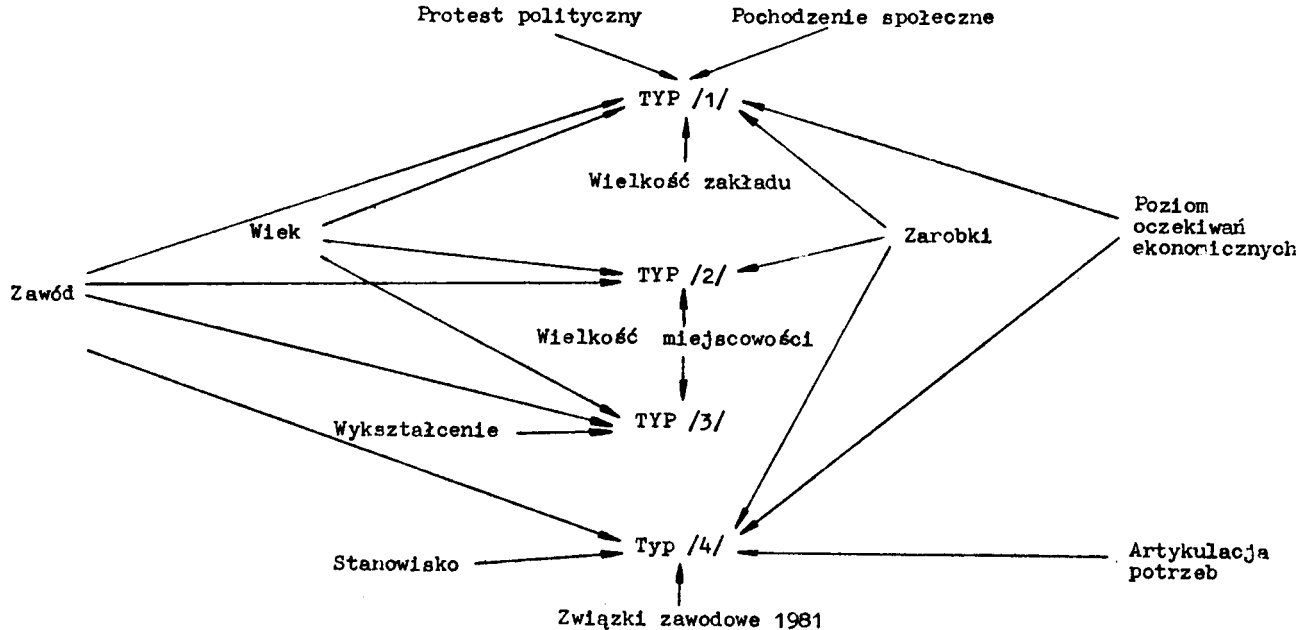 Protest polityczny
Pochodzenie społeczne
TYP /1/
Wielkość zakładu
Wiek
Zarobki
Poziom
oczekiwań
ekonomicznych
TYP /2/
Zawód
Wielkość miejscowości
TYP /3/
Wykształcenie
Typ /4/
Stanowisko
Artykulacja
potrzeb
Związki zawodowe 1981